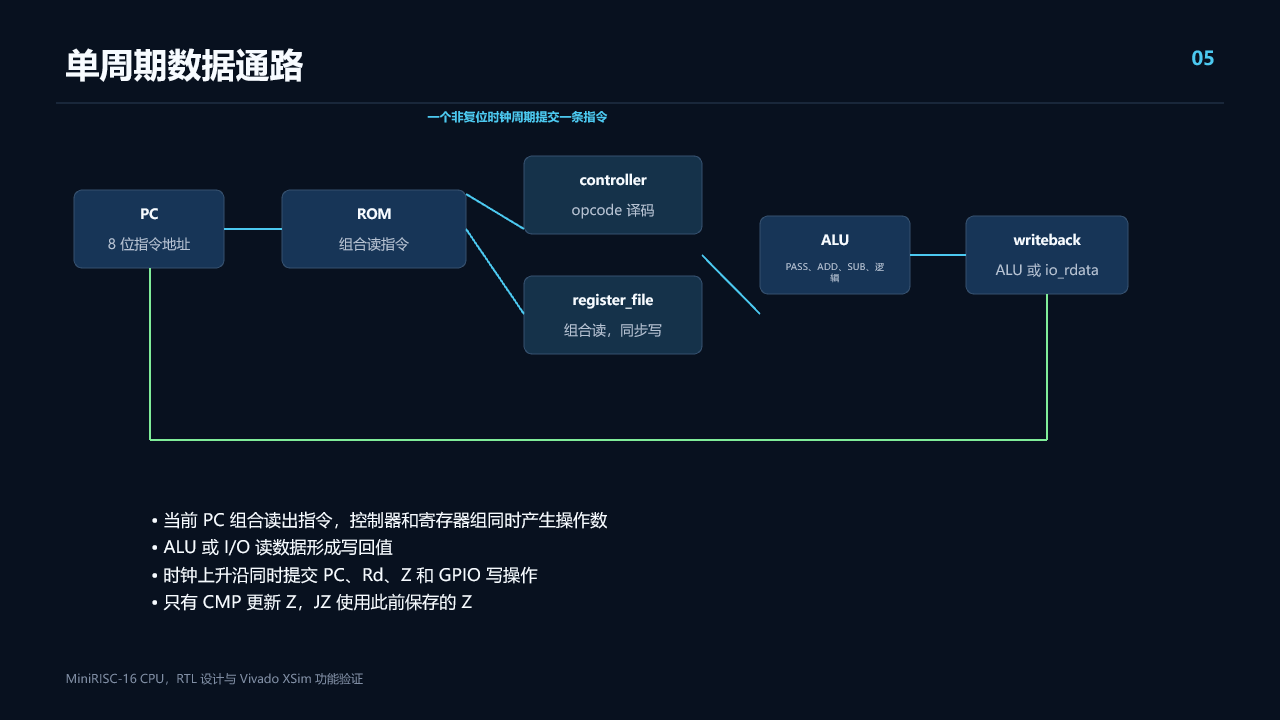 单周期数据通路
05
一个非复位时钟周期提交一条指令
PC
8 位指令地址
ROM
组合读指令
controller
opcode 译码
register_file
组合读，同步写
ALU
PASS、ADD、SUB、逻
辑
writeback
ALU 或 io_rdata
• 当前 PC 组合读出指令，控制器和寄存器组同时产生操作数
• ALU 或 I/O 读数据形成写回值
• 时钟上升沿同时提交 PC、Rd、Z 和 GPIO 写操作
• 只有 CMP 更新 Z，JZ 使用此前保存的 Z
MiniRISC-16 CPU，RTL 设计与 Vivado XSim 功能验证